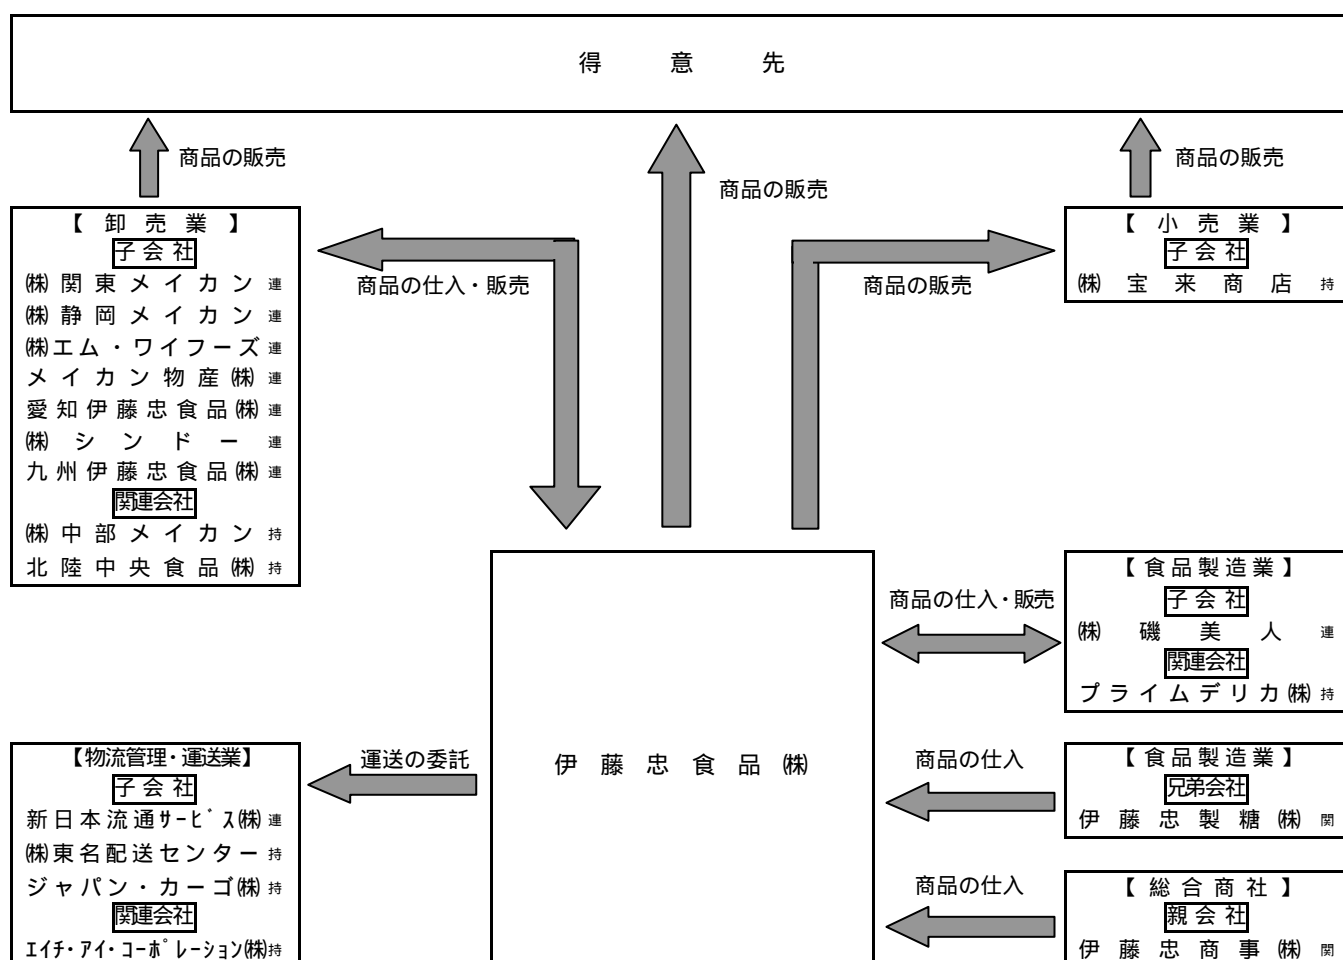 得意先
商品の販売
商品の販売
商品の販売
【卸売業】
子会社
㈱関東メイカン 連
㈱静岡メイカン 連
㈱エム・ワイフーズ 連
メイカン物産㈱ 連
愛知伊藤忠食品㈱ 連
㈱シンドー 連
九州伊藤忠食品㈱ 連
関連会社
㈱中部メイカン 持
北陸中央食品㈱ 持
商品の仕入・販売
商品の販売
【小売業】
子会社
㈱宝来商店 持
商品の仕入・販売
【食品製造業】
子会社
㈱磯美人 連
関連会社
プライムデリカ㈱ 持
【物流管理・運送業】
子会社
新日本流通ｻｰﾋﾞｽ㈱ 連
㈱東名配送センター 持
ジャパン・カーゴ㈱ 持
関連会社
ｴｲﾁ･ｱｲ･ｺｰﾎﾟﾚｰｼｮﾝ㈱ 持
運送の委託
伊藤忠食品㈱
商品の仕入
【食品製造業】
兄弟会社
伊藤忠製糖㈱ 関
商品の仕入
【総合商社】
親会社
伊藤忠商事㈱ 関